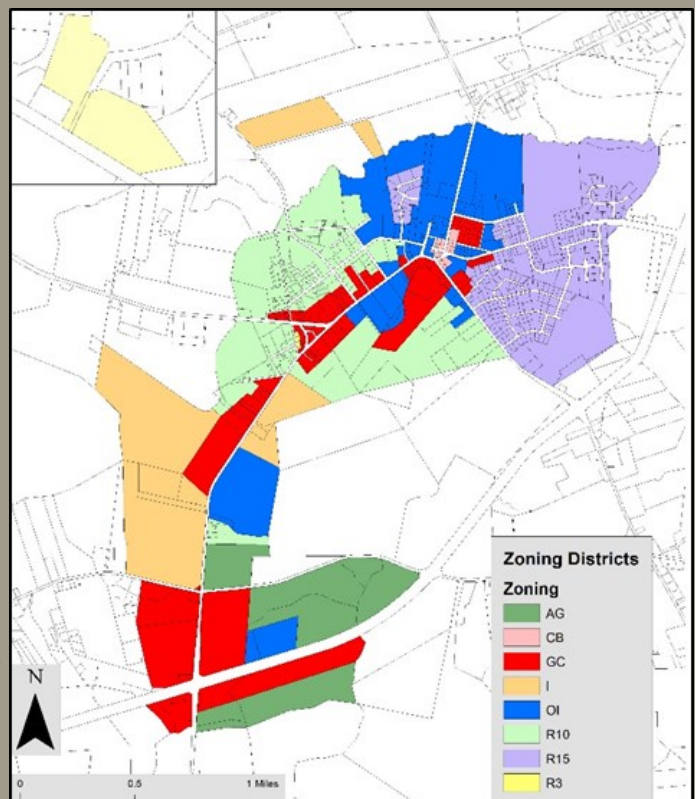 Zoning Districts
Zoning
AG
CB
GC
I
OI
R10
R15
R3
N
0 0.5 1 Miles